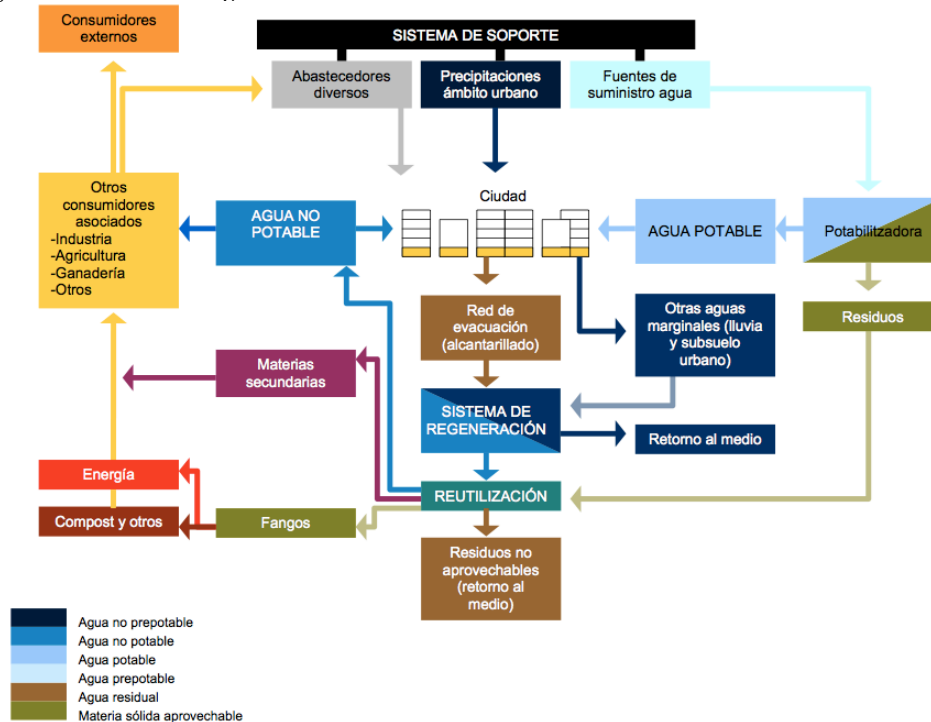 Consumidores
externos
SISTEMA DE SOPORTE
Abastecedores
diversos
Precipitaciones
ámbito urbano
Fuentes de
suministro agua
Otros
consumidores
asociados
-Industria
-Agricultura
-Ganadería
-Otros
AGUA NO
POTABLE
Ciudad
AGUA POTABLE
Potabilitzadora
Red de
evacuación
(alcantarillado)
Otras aguas
marginales (lluvia
y subsuelo
urbano)
Residuos
Materias
secundarias
SISTEMA DE
REGENERACIÓN
Retorno al medio
Energía
REUTILIZACIÓN
Compost y otros
Fangos
Residuos no
aprovechables
(retorno al
medio)
Agua no prepotable
Agua no potable
Agua potable
Agua prepotable
Agua residual
Materia sólida aprovechable